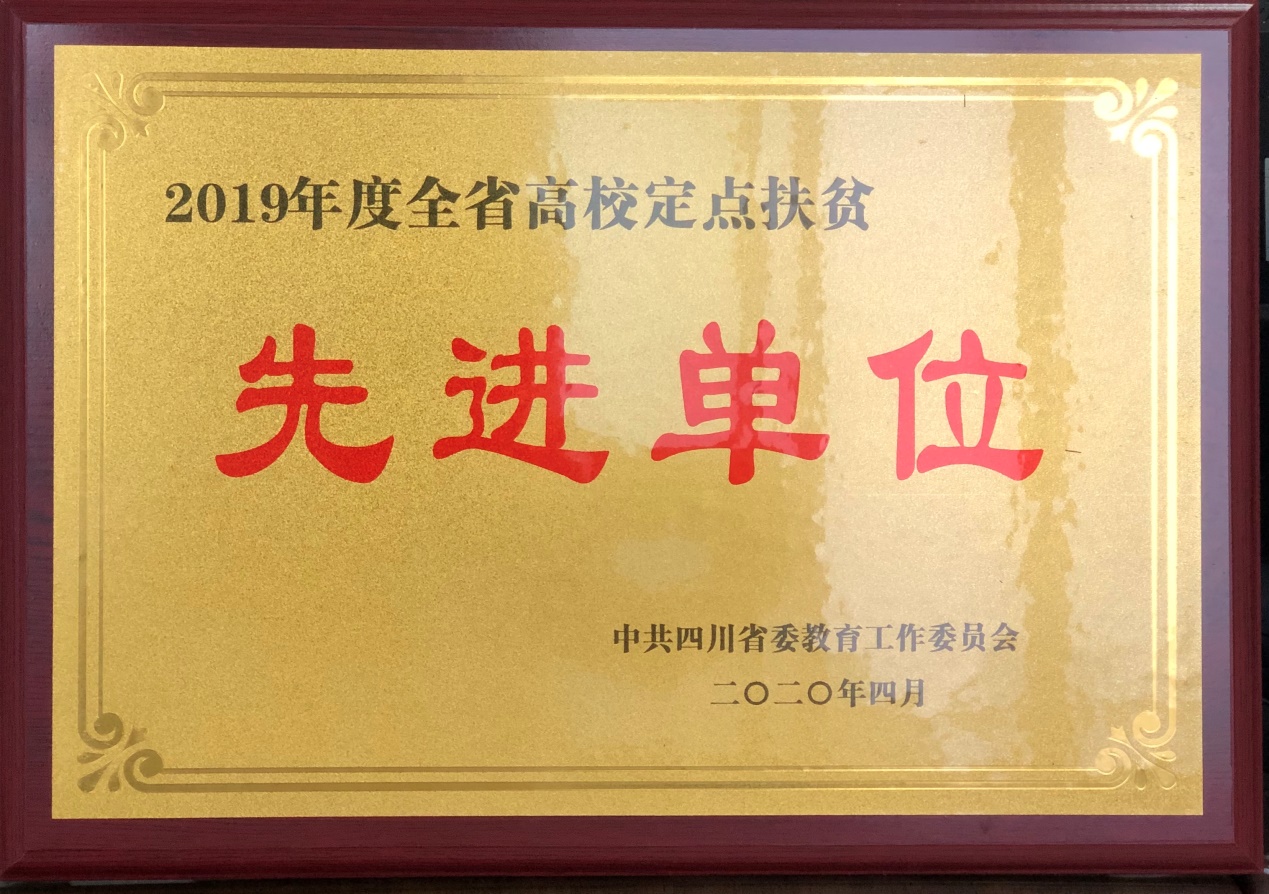 2019年度全省高校定点扶贫
先进单位
中共四川省委教育工作委员会
二〇二〇年四月